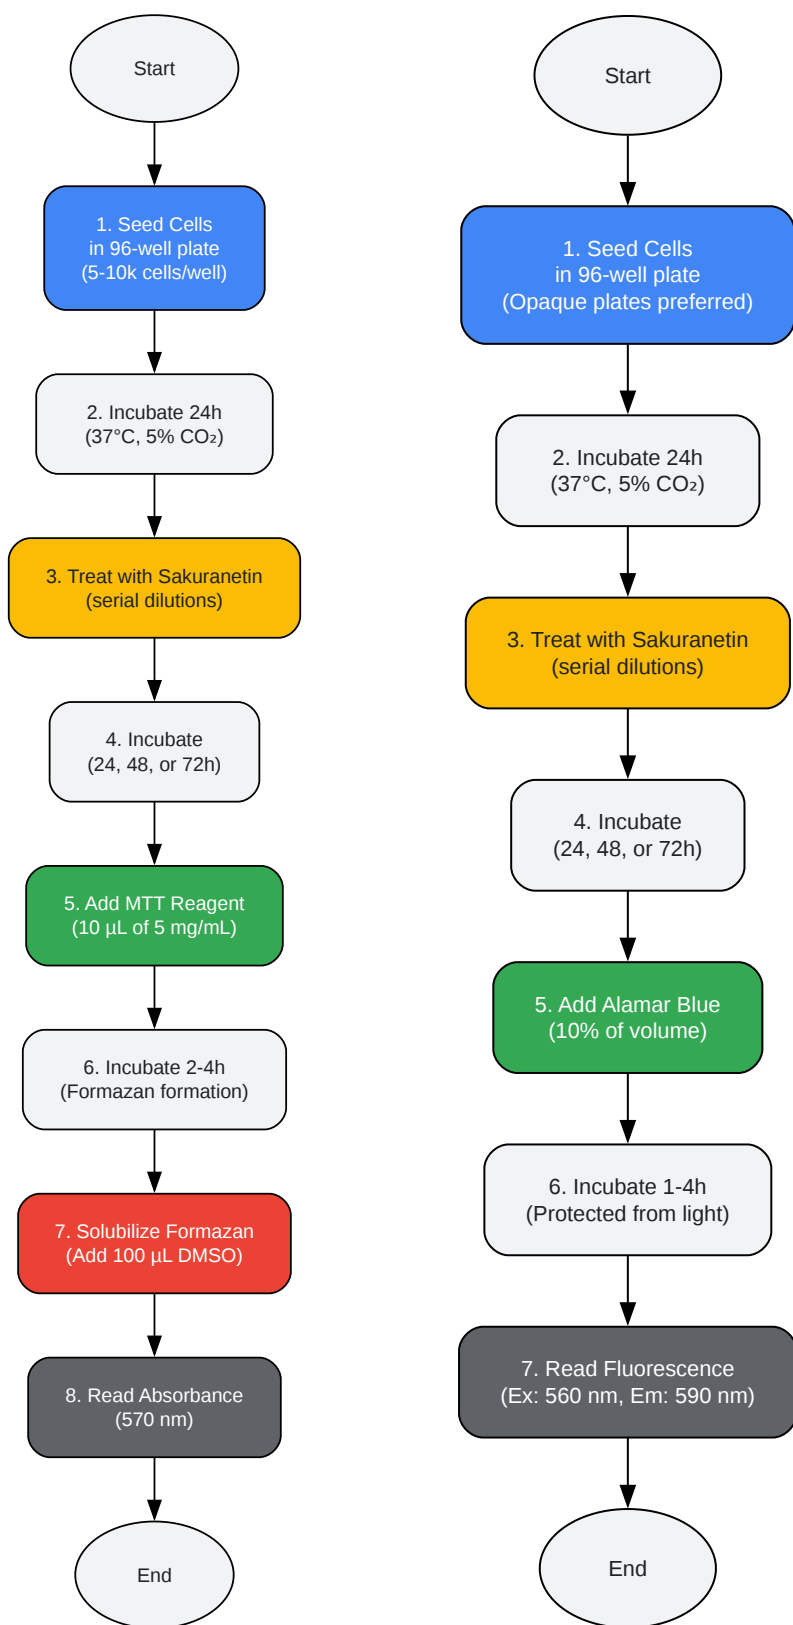 Start
1. Seed Cells
in 96-well plate
(5-10k cells/well)
2. Incubate 24h
(37°C, 5% CO₂)
3. Treat with Sakuranetin
(serial dilutions)
4. Incubate
(24, 48, or 72h)
5. Add MTT Reagent
(10 µL of 5 mg/mL)
6. Incubate 2-4h
(Formazan formation)
7. Solubilize Formazan
(Add 100 µL DMSO)
8. Read Absorbance
(570 nm)
End
Start
1. Seed Cells
in 96-well plate
(Opaque plates preferred)
2. Incubate 24h
(37°C, 5% CO₂)
3. Treat with Sakuranetin
(serial dilutions)
4. Incubate
(24, 48, or 72h)
5. Add Alamar Blue
(10% of volume)
6. Incubate 1-4h
(Protected from light)
7. Read Fluorescence
(Ex: 560 nm, Em: 590 nm)
End